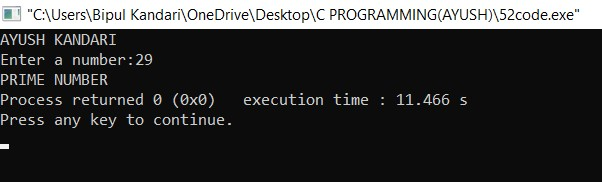 "C:\Users\Bipul Kandari\OneDrive\Desktop\C PROGRAMMING(AYUSH)\52code.exe"
AYUSH KANDARI
Enter a number:29
PRIME NUMBER
Process returned 0 (0x0)   execution time : 11.466 s
Press any key to continue.